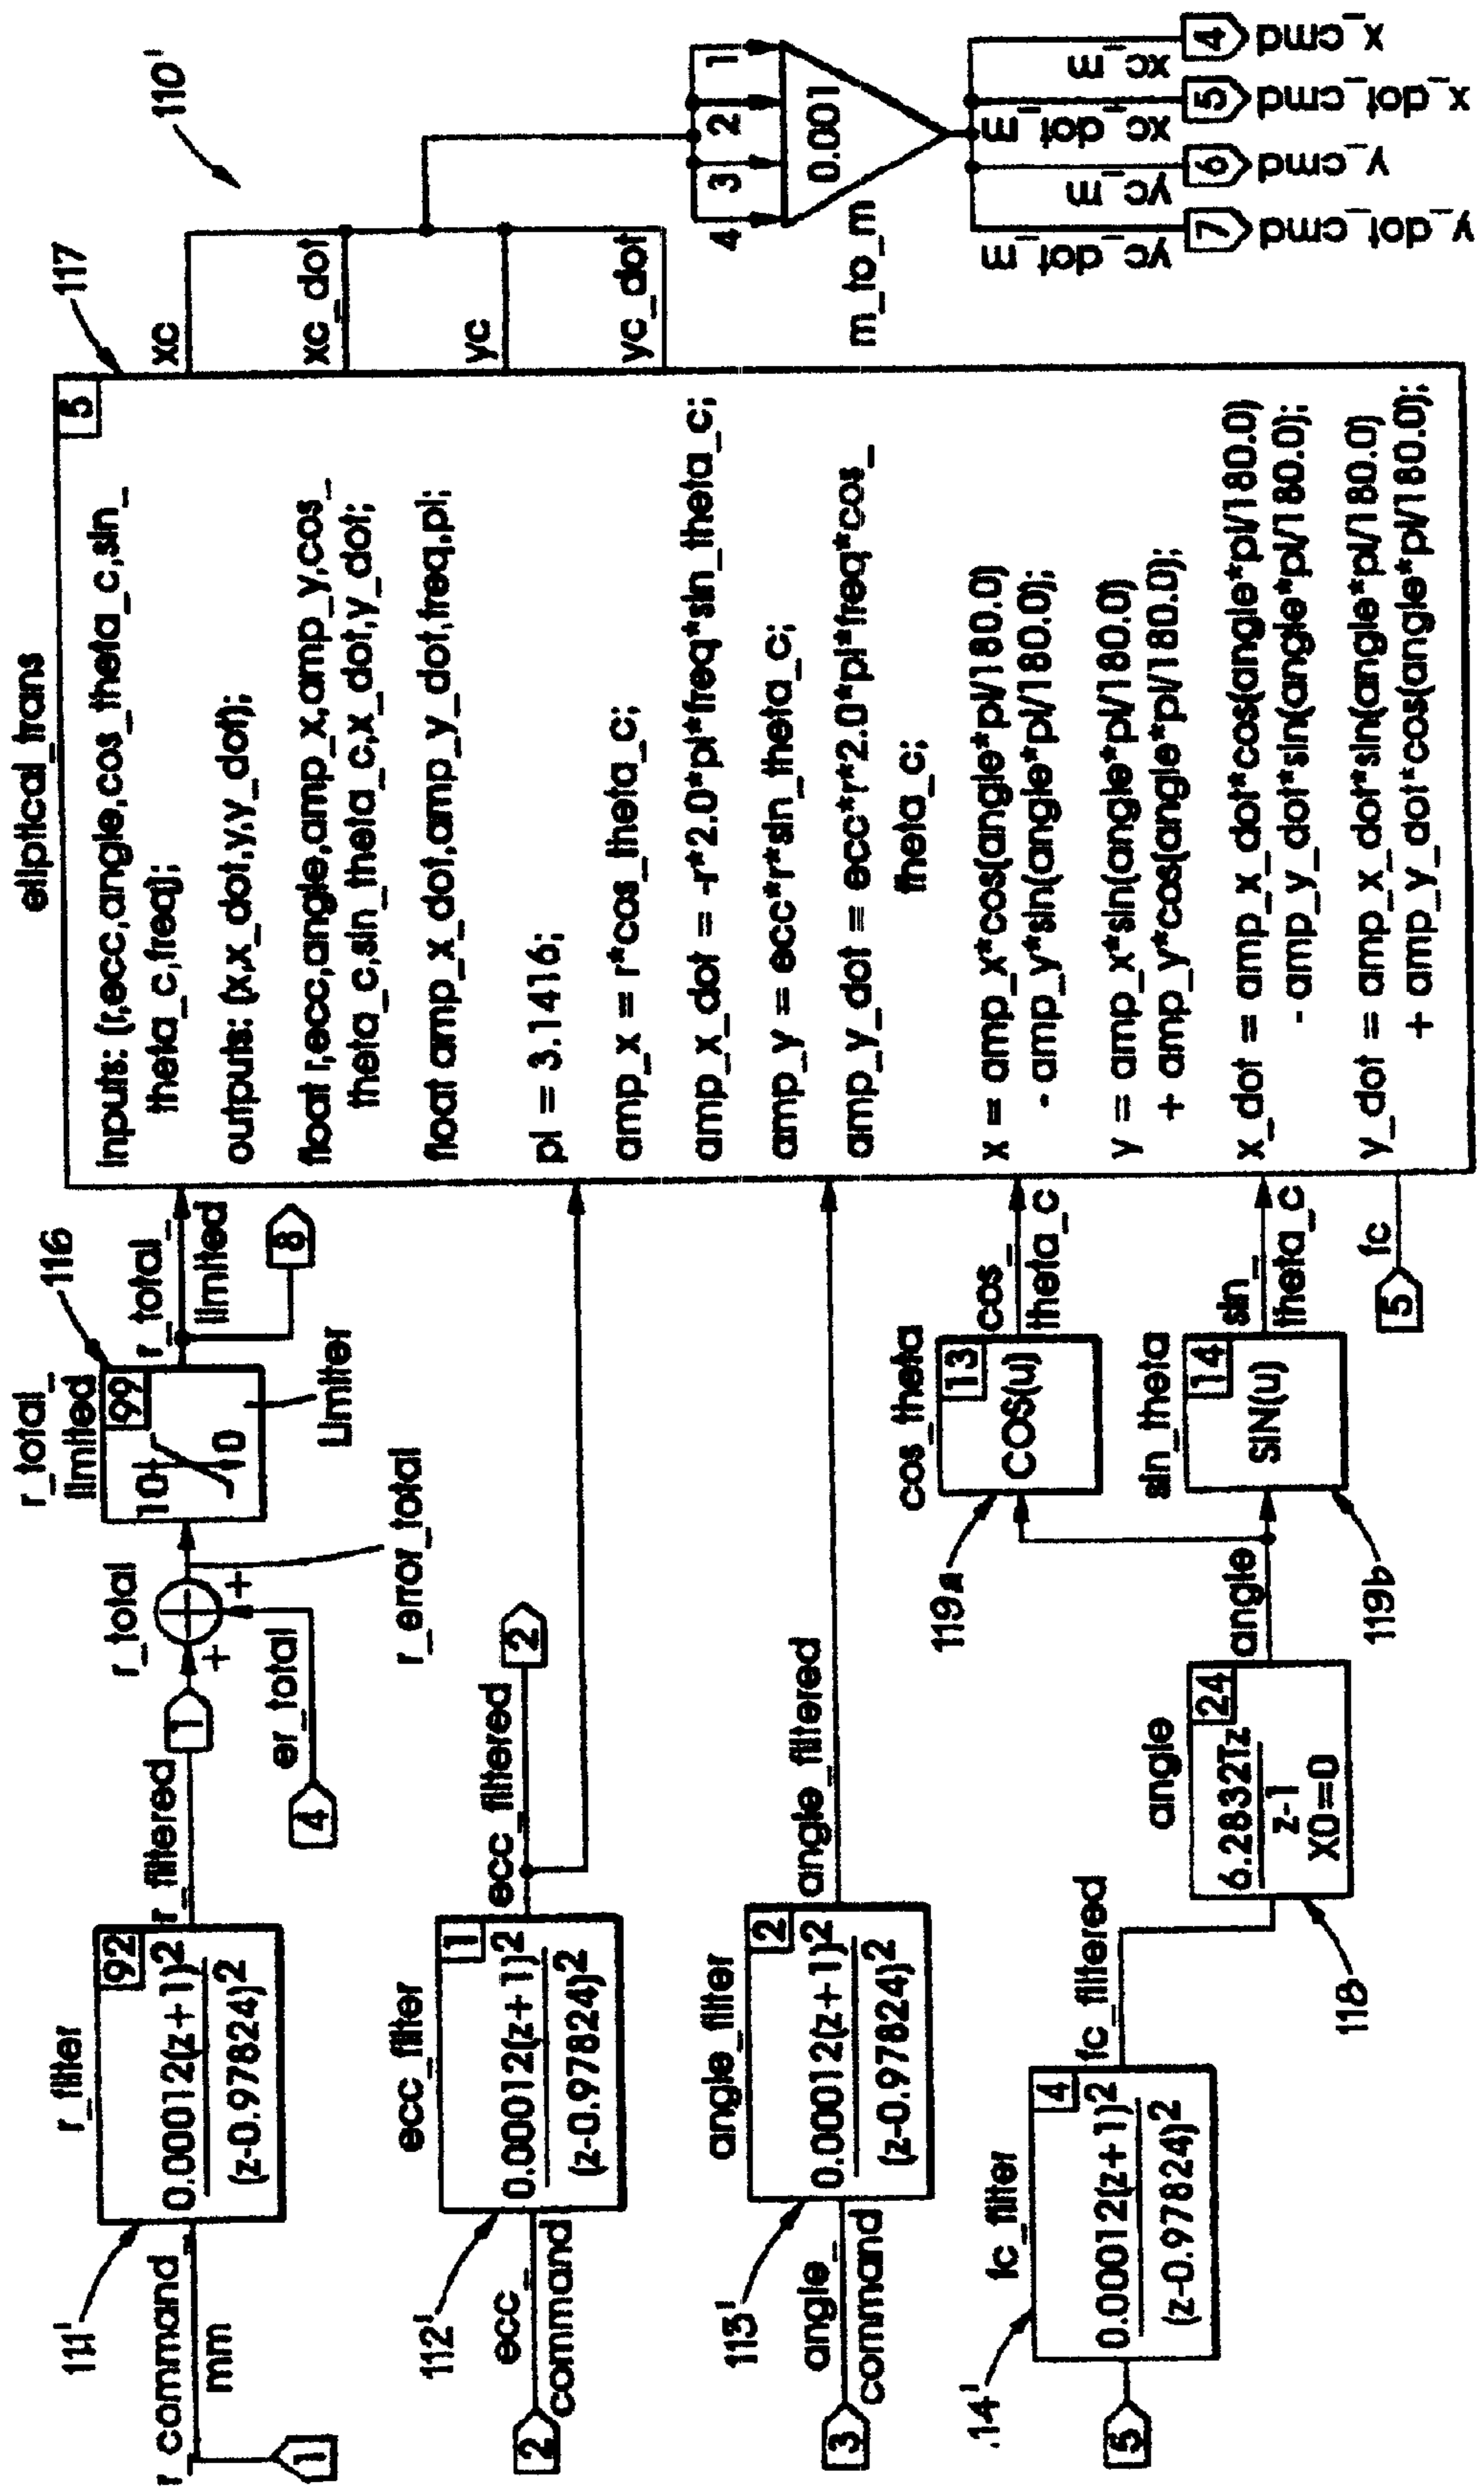 110'
r_filter
92
0.00012(z+1)2
(z-0.97824)2
111'
r_command_
mm
1
r_filtered
1
r_total
+
+
er_total
4
r_error_total
r_total_
limited
99
10
0
Limiter
116
r_total_
limited
8
ecc_filter
1
0.00012(z+1)2
(z-0.97824)2
112'
ecc_
command
2
ecc_filtered
2
angle_filter
2
0.00012(z+1)2
(z-0.97824)2
113'
angle_
command
3
angle_filtered
fc_filter
4
0.00012(z+1)2
(z-0.97824)2
14'
5
fc_filtered
angle
24
6.2832Tz
z-1
X0=0
118
angle
cos_theta
13
COS(u)
119a
cos_
theta_c
sin_theta
14
SIN(u)
119b
sin_
theta_c
5
fc
eliptical_trans
117
5
inputs: (r,ecc,angle,cos_theta_c,sin_
theta_c,freq);
outputs: (x,x_dot,y,y_dot);
float r,ecc,angle,amp_x,amp_y,cos_
theta_c,sin_theta_c,x_dot,y_dot;
float amp_x_dot,amp_y_dot,freq,pi;
pi = 3.1416;
amp_x = r*cos_theta_c;
amp_x_dot = -r*2.0*pi*freq*sin_theta_c;
amp_y = ecc*r*sin_theta_c;
amp_y_dot = ecc*r*2.0*pi*freq*cos_
theta_c;
x = amp_x*cos(angle*pi/180.0)
- amp_y*sin(angle*pi/180.0);
y = amp_x*sin(angle*pi/180.0)
+ amp_y*cos(angle*pi/180.0);
x_dot = amp_x_dot*cos(angle*pi/180.0)
- amp_y_dot*sin(angle*pi/180.0);
y_dot = amp_x_dot*sin(angle*pi/180.0)
+ amp_y_dot*cos(angle*pi/180.0);
xc
xc_dot
yc
yc_dot
4
3
2
1
0.001
m_to_m
yc_dot_m
yc_m
xc_dot_m
xc_m
7
6
5
4
y_dot_cmd
y_cmd
x_dot_cmd
x_cmd